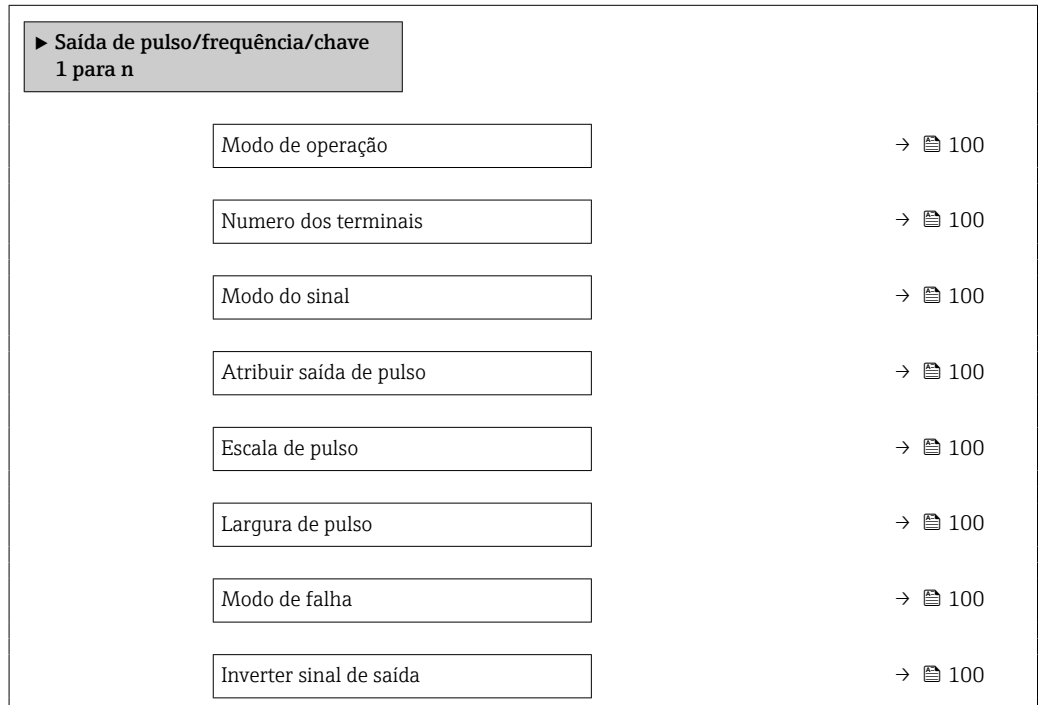 ▶ Saída de pulso/frequência/chave
1 para n
Modo de operação → 100
Numero dos terminais → 100
Modo do sinal → 100
Atribuir saída de pulso → 100
Escala de pulso → 100
Largura de pulso → 100
Modo de falha → 100
Inverter sinal de saída → 100